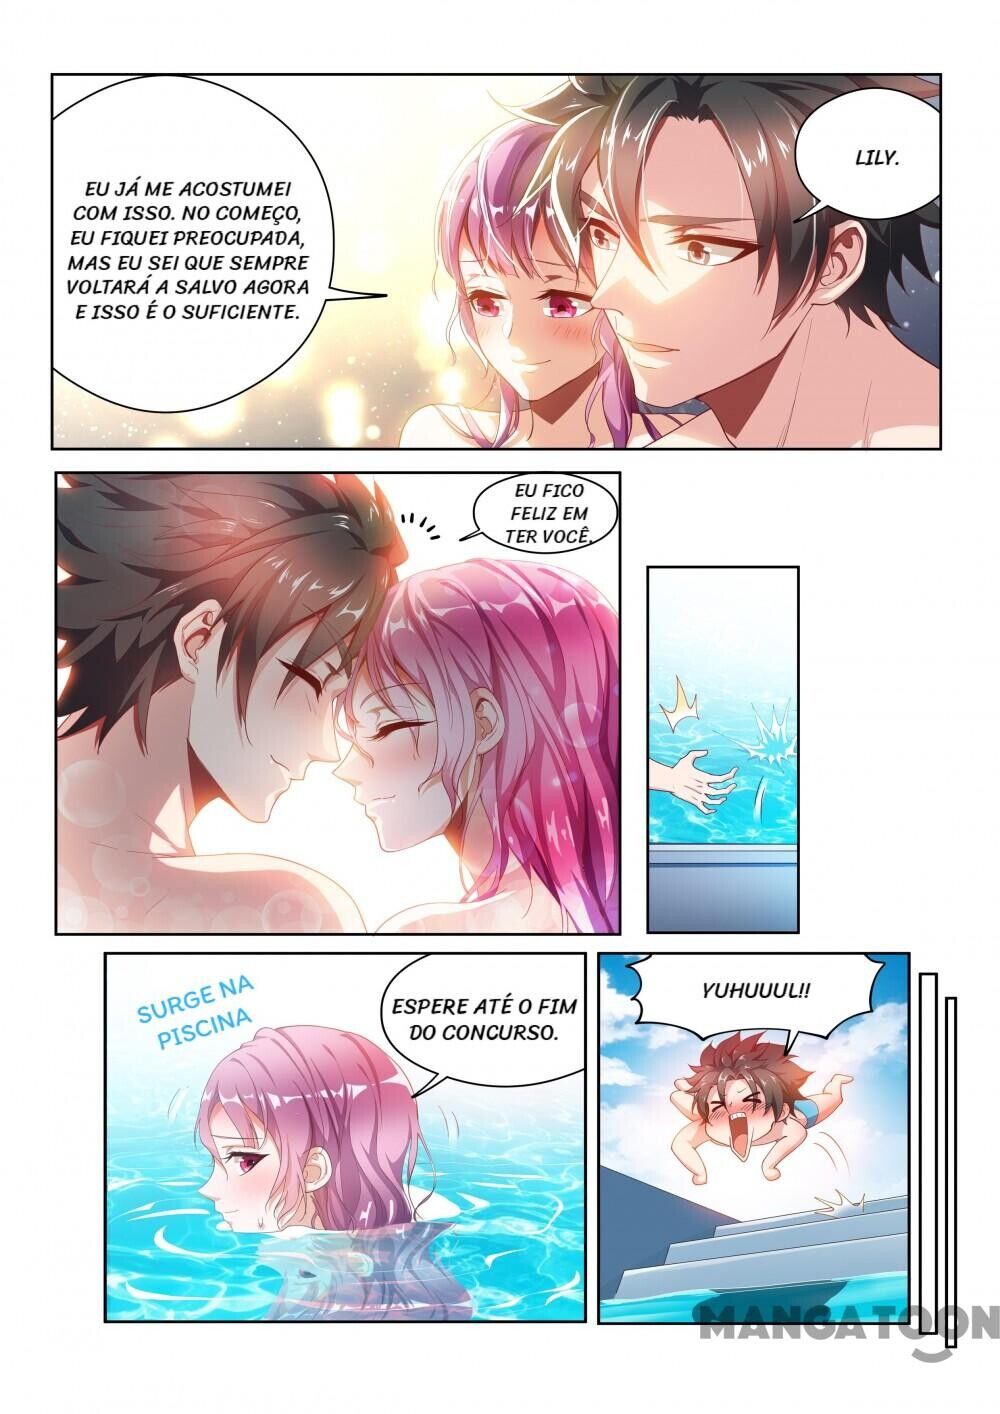 EU JÁ ME ACOSTUMEI
COM ISSO. NO COMEÇO,
EU FIQUEI PREOCUPADA,
MAS EU SEI QUE SEMPRE
VOLTARÁ A SALVO AGORA
E ISSO É O SUFICIENTE.
LILY.
EU FICO
FELIZ EM
TER VOCÊ.
SURGE NA
PISCINA
ESPERE ATÉ O FIM
DO CONCURSO.
YUHUUUL!!
MANGATOON